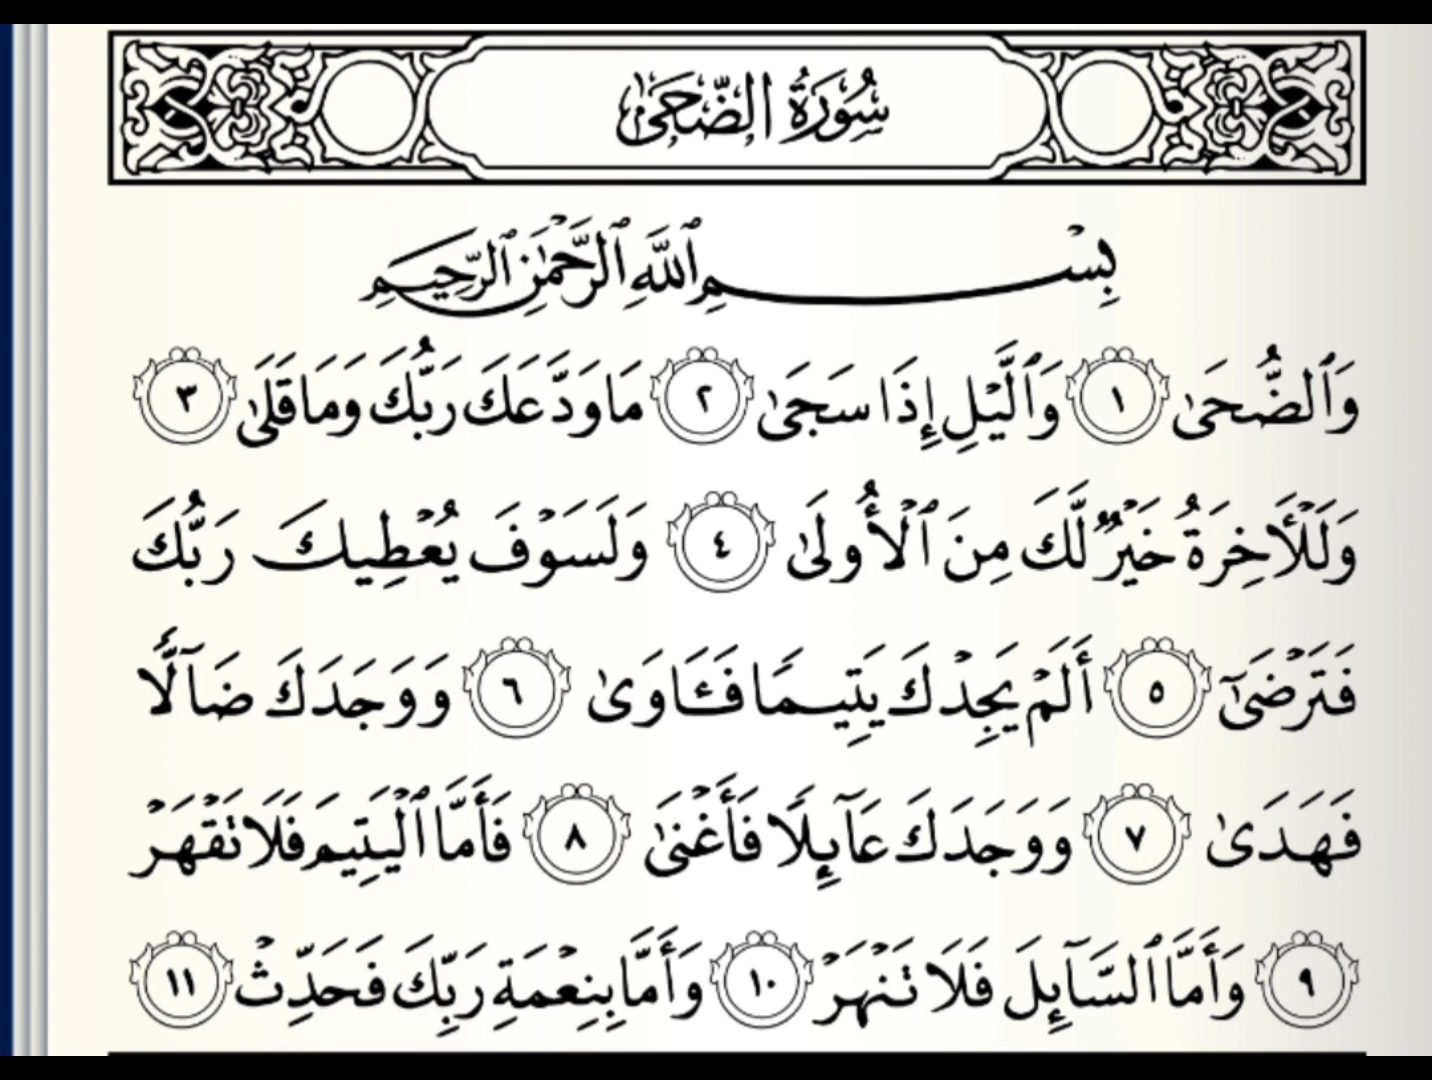 سُورَةُ الضُّحَىٰ
بِسْمِ ٱللَّهِ ٱلرَّحْمَٰنِ ٱلرَّحِيمِ
وَٱلضُّحَىٰ ١ وَٱلَّيْلِ إِذَا سَجَىٰ ٢ مَا وَدَّعَكَ رَبُّكَ وَمَا قَلَىٰ ٣
وَلَلْأَخِرَةُ خَيْرٌ لَّكَ مِنَ ٱلْأُولَىٰ ٤ وَلَسَوْفَ يُعْطِيكَ رَبُّكَ
فَتَرْضَىٰٓ ٥ أَلَمْ يَجِدْكَ يَتِيمًا فَـَٔاوَىٰ ٦ وَوَجَدَكَ ضَآلًّا
فَهَدَىٰ ٧ وَوَجَدَكَ عَآئِلًا فَأَغْنَىٰ ٨ فَأَمَّا ٱلْيَتِيمَ فَلَا تَقْهَرْ
٩ وَأَمَّا ٱلسَّآئِلَ فَلَا تَنْهَرْ ١٠ وَأَمَّا بِنِعْمَةِ رَبِّكَ فَحَدِّثْ ١١